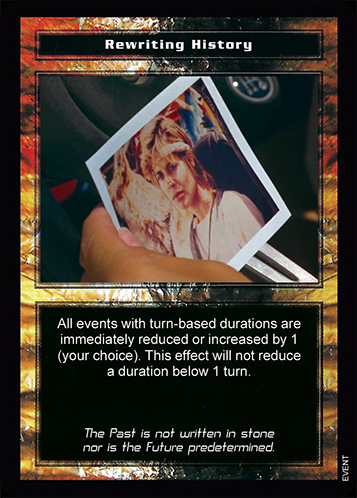 Rewriting History
All events with turn-based durations are
immediately reduced or increased by 1
(your choice). This effect will not reduce
a duration below 1 turn.
The Past is not written in stone
nor is the Future predetermined.
EVENT